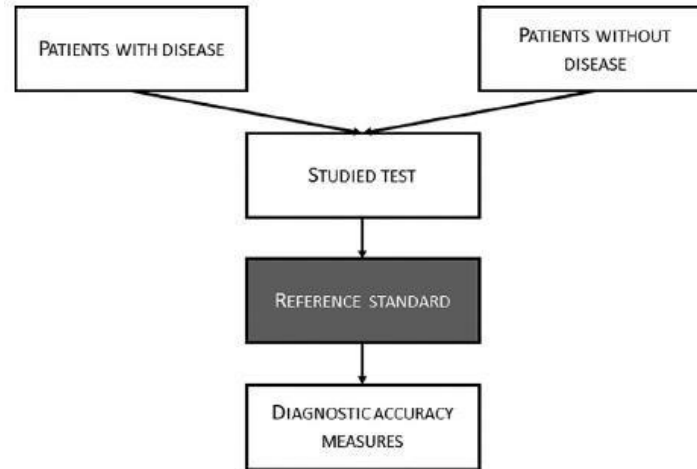 PATIENTS WITH DISEASE
PATIENTS WITHOUT
DISEASE
STUDIED TEST
REFERENCE STANDARD
DIAGNOSTIC ACCURACY
MEASURES